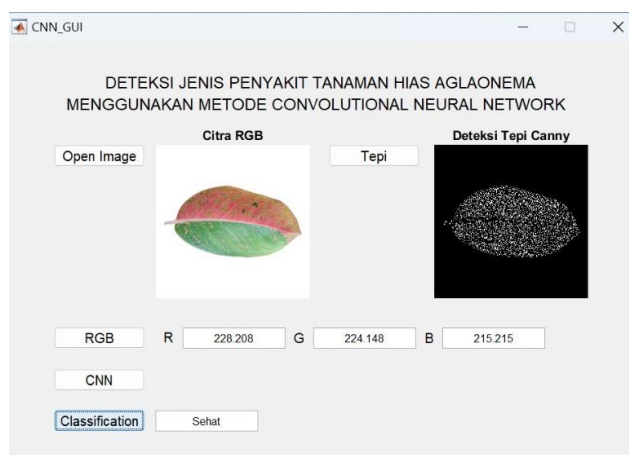 CNN_GUI
DETEKSI JENIS PENYAKIT TANAMAN HIAS AGLAONEMA
MENGGUNAKAN METODE CONVOLUTIONAL NEURAL NETWORK
Citra RGB
Deteksi Tepi Canny
Open Image
Tepi
RGB R 228.208 G 224.148 B 215.215
CNN
Classification Sehat